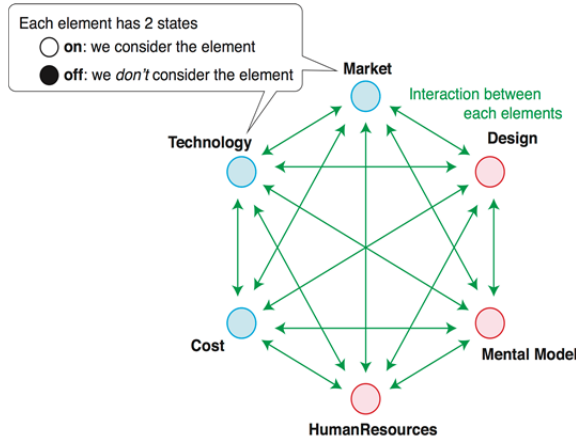 Each element has 2 states
on: we consider the element
off: we don't consider the element
Market
Interaction between
each elements
Design
Technology
Cost
Mental Model
HumanResources